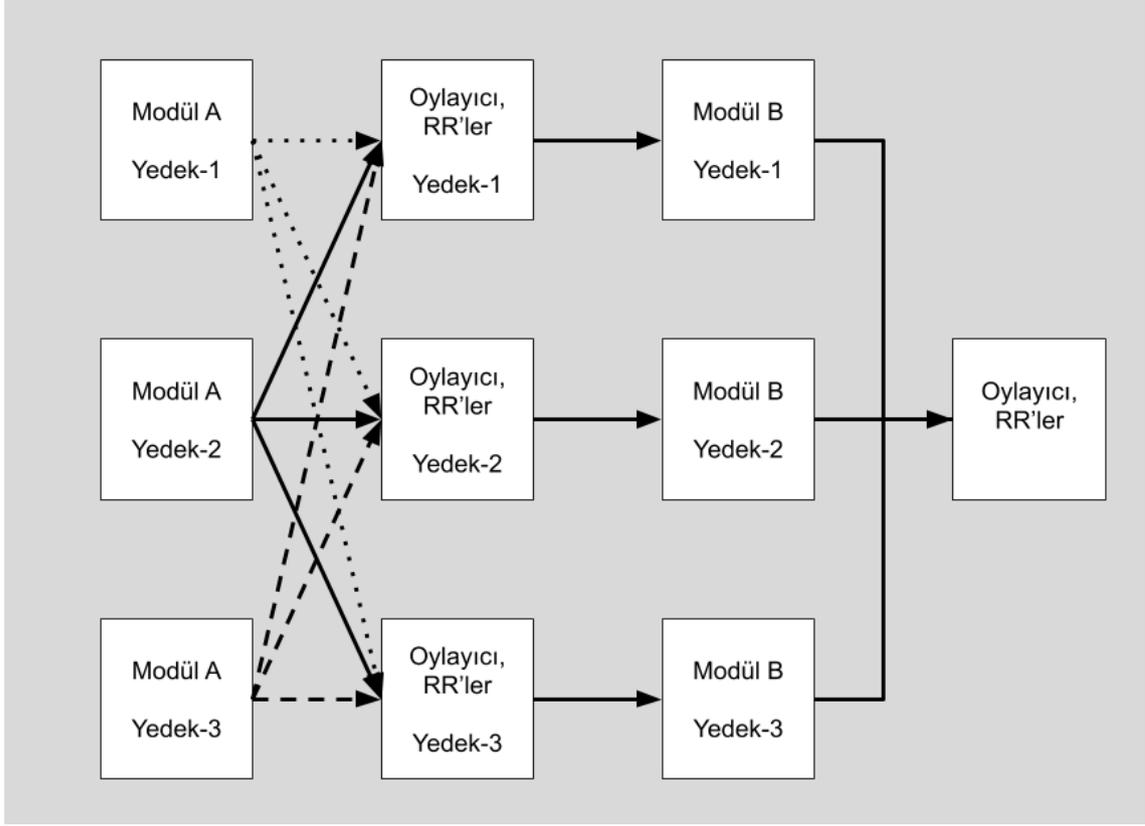 Modül A
Yedek-1
Oylayıcı,
RR’ler
Yedek-1
Modül B
Yedek-1
Modül A
Yedek-2
Oylayıcı,
RR’ler
Yedek-2
Modül B
Yedek-2
Oylayıcı,
RR’ler
Modül A
Yedek-3
Oylayıcı,
RR’ler
Yedek-3
Modül B
Yedek-3